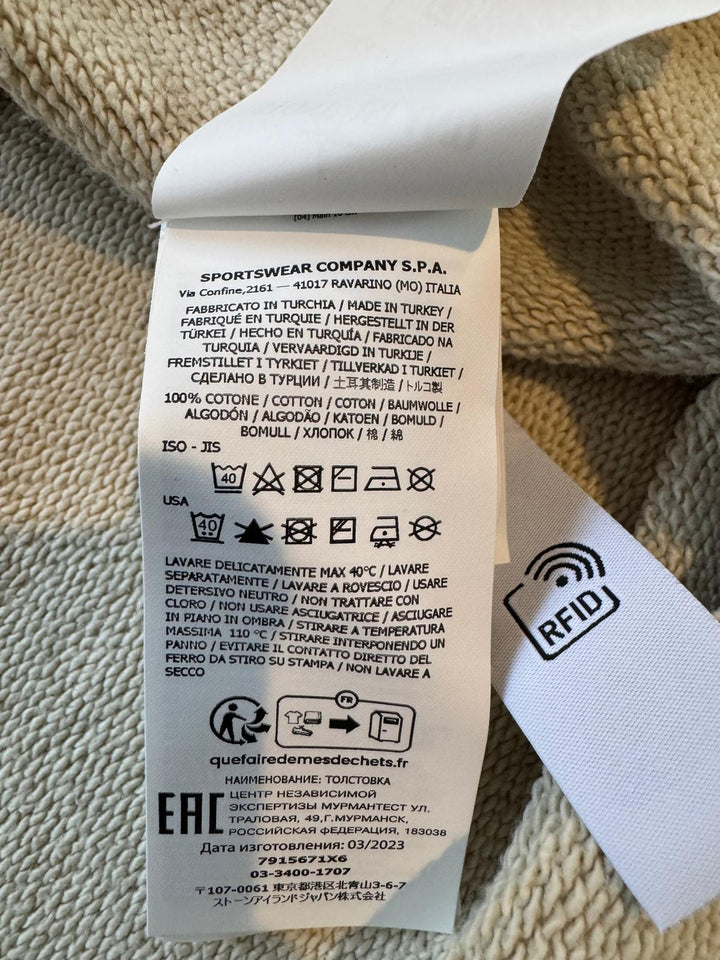 SPORTSWEAR COMPANY S.P.A.
Via Confine,2161 — 41017 RAVARINO (MO) ITALIA
FABBRICATO IN TURCHIA / MADE IN TURKEY /
FABRIQUÉ EN TURQUIE / HERGESTELLT IN DER
TÜRKEI / HECHO EN TURQUÍA / FABRICADO NA
TURQUIA / VERVAARDIGD IN TURKIJE /
FREMSTILLET I TYRKIET / TILLVERKAD I TURKIET /
СДЕЛАНО В ТУРЦИИ / 土耳其制造 / トルコ製
100% COTONE / COTTON / COTON / BAUMWOLLE /
ALGODÓN / ALGODÃO / KATOEN / BOMULD /
BOMULL / ХЛОПОК / 棉 / 綿
ISO - JIS
40
USA
40
LAVARE DELICATAMENTE MAX 40°C / LAVARE
SEPARATAMENTE / LAVARE A ROVESCIO / USARE
DETERSIVO NEUTRO / NON TRATTARE CON
CLORO / NON USARE ASCIUGATRICE / ASCIUGARE
IN PIANO IN OMBRA / STIRARE A TEMPERATURA
MASSIMA 110 °C / STIRARE INTERPONENDO UN
PANNO / EVITARE IL CONTATTO DIRETTO DEL
FERRO DA STIRO SU STAMPA / NON LAVARE A
SECCO
RFID
FR
quefairedemesdechets.fr
НАИМЕНОВАНИЕ: ТОЛСТОВКА
EAC
ЦЕНТР НЕЗАВИСИМОЙ
ЭКСПЕРТИЗЫ МУРМАНТЕСТ УЛ.
ТРАЛОВАЯ, 49,Г.МУРМАНСК,
РОССИЙСКАЯ ФЕДЕРАЦИЯ, 183038
Дата изготовления: 03/2023
7915671X6
03-3400-1707
〒107-0061 東京都港区北青山3-6-7
ストーンアイランドジャパン株式会社